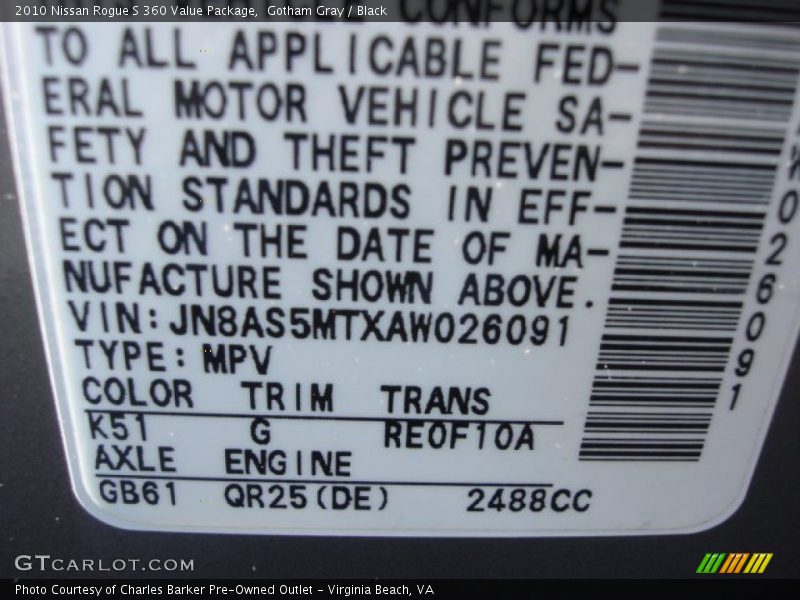 2010 Nissan Rogue S 360 Value Package,  Gotham Gray / Black
CONFORMS
TO ALL APPLICABLE FED-
ERAL MOTOR VEHICLE SA-
FETY AND THEFT PREVEN-
TION STANDARDS IN EFF-
ECT ON THE DATE OF MA-
NUFACTURE SHOWN ABOVE.
VIN:JN8AS5MTXAW026091
TYPE:MPV
COLOR TRIM TRANS
K51 G RE0F10A
AXLE ENGINE
GB61 QR25(DE) 2488CC
026091
GTCARLOT.COM
Photo Courtesy of Charles Barker Pre-Owned Outlet - Virginia Beach, VA